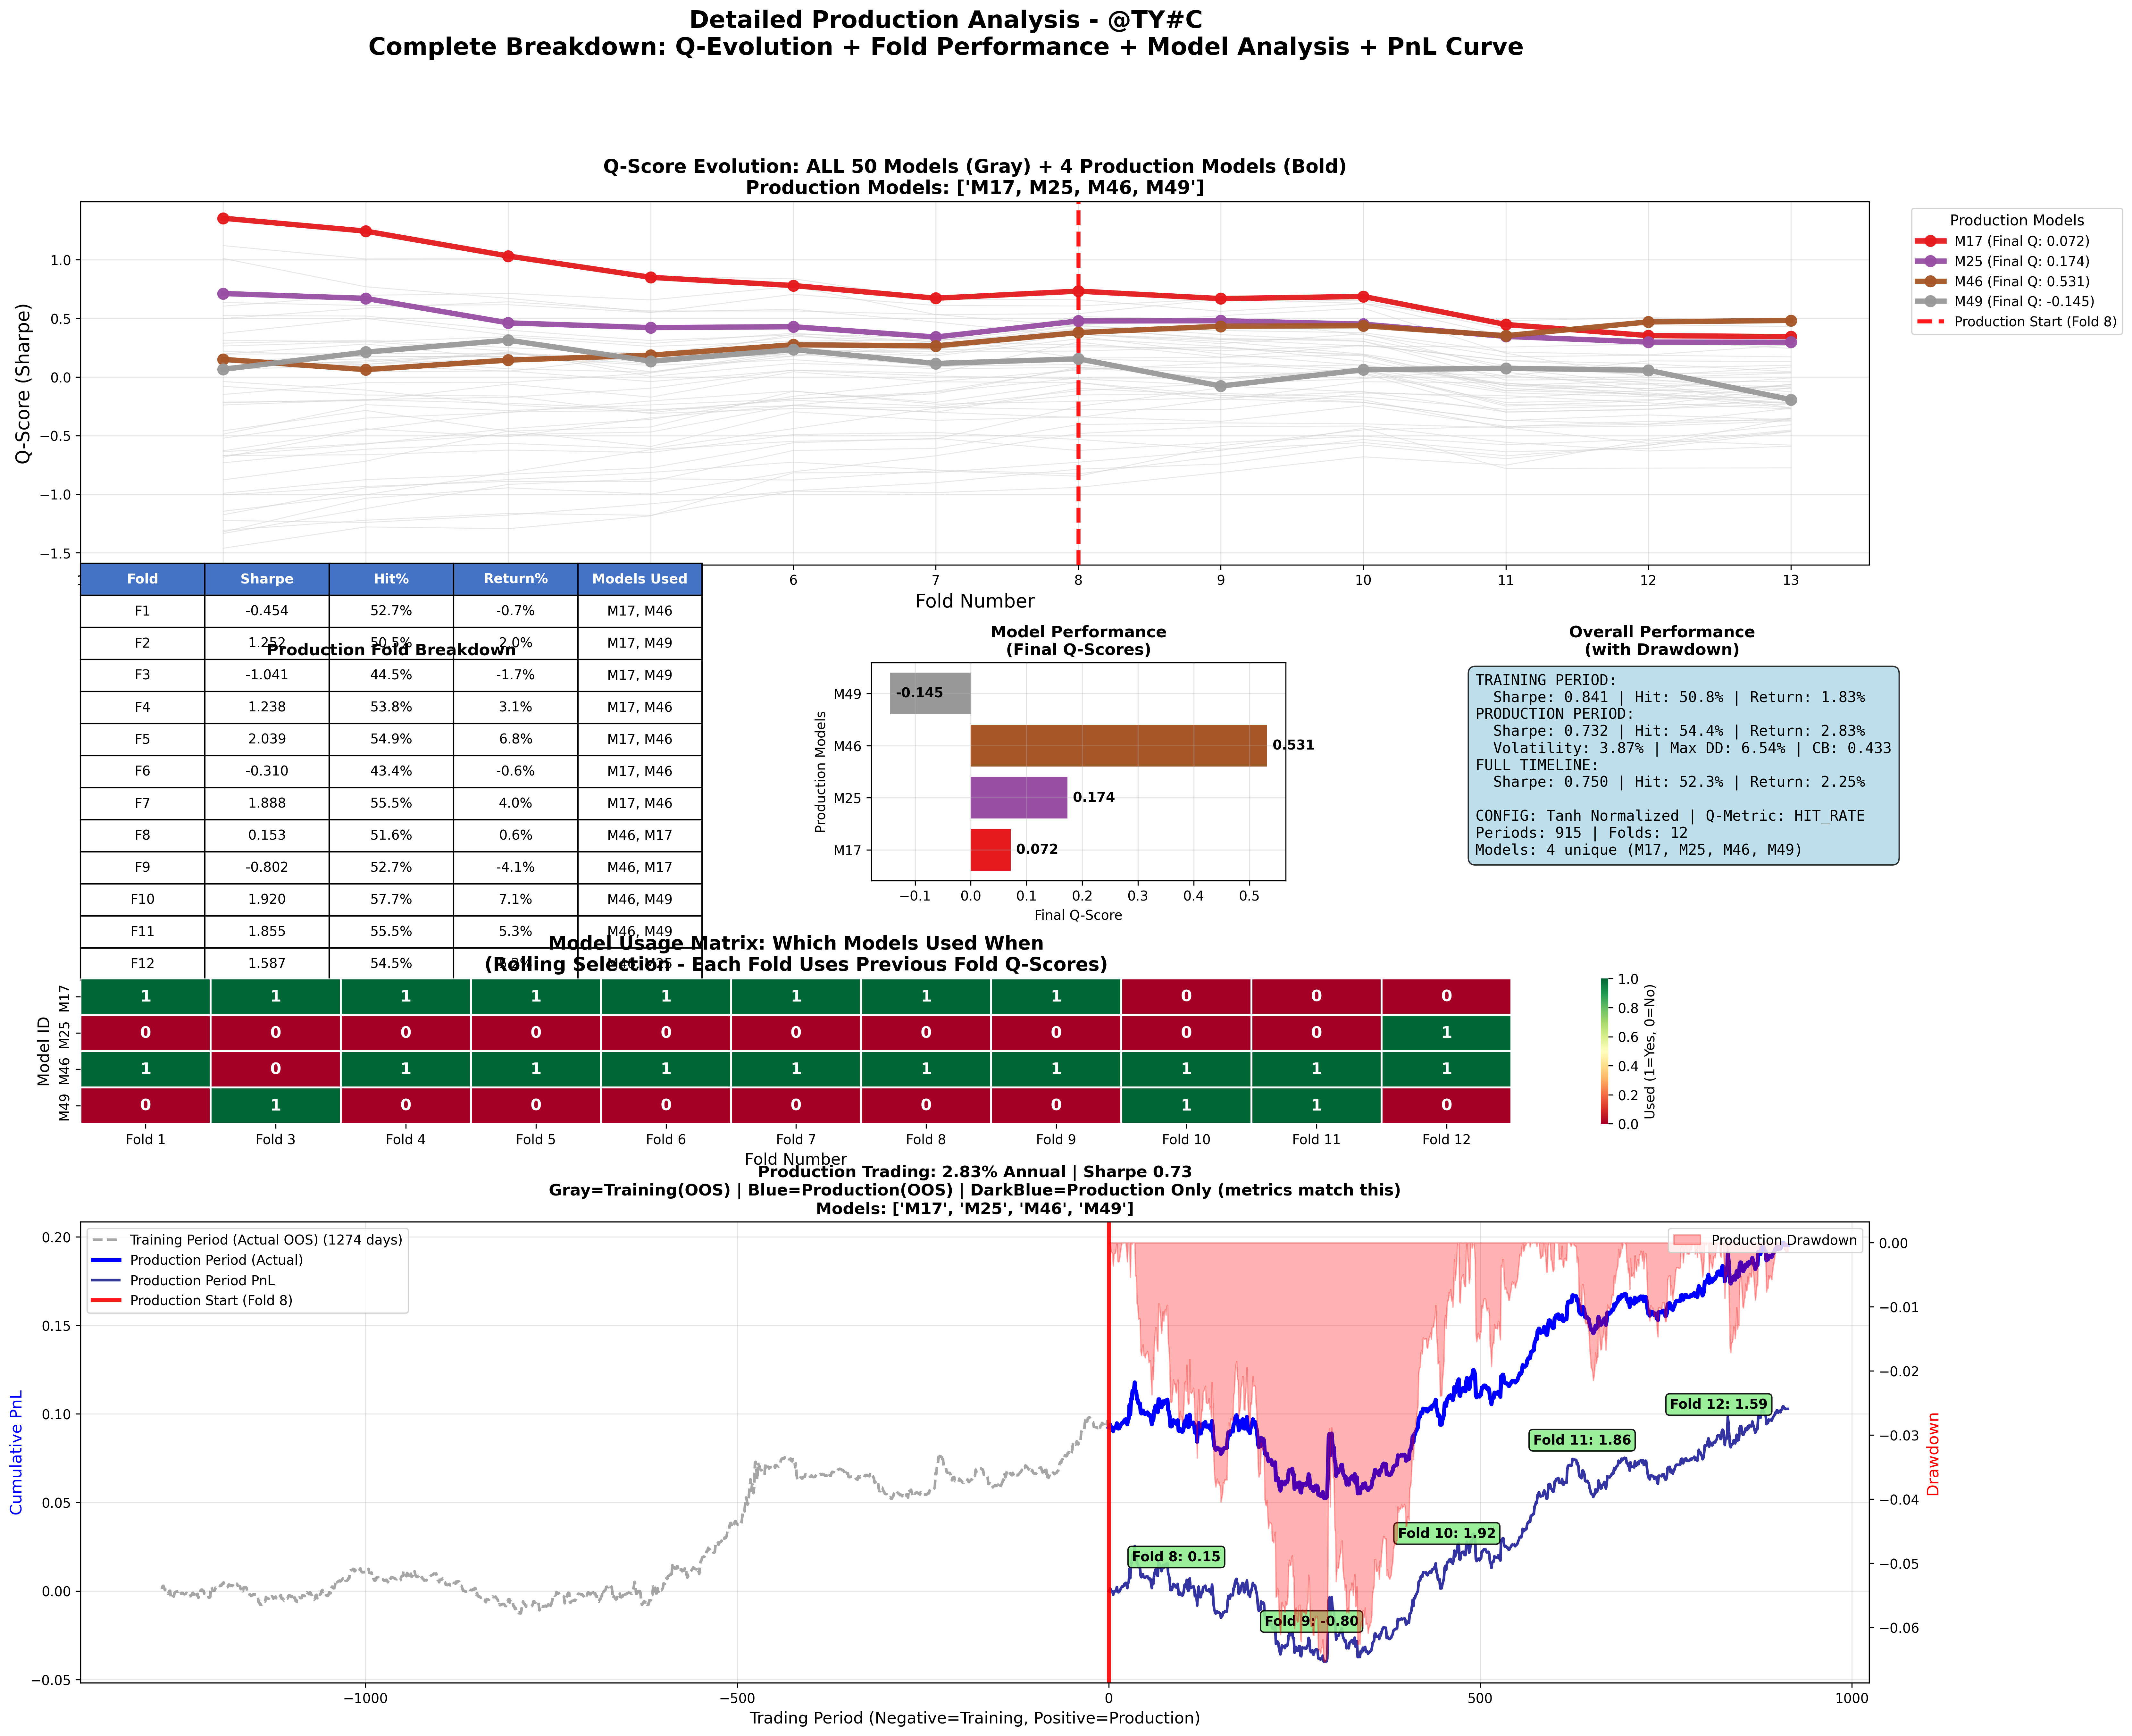 Detailed Production Analysis - @TY#C
Complete Breakdown: Q-Evolution + Fold Performance + Model Analysis + PnL Curve
Q-Score Evolution: ALL 50 Models (Gray) + 4 Production Models (Bold)
Production Models: ['M17, M25, M46, M49']
Q-Score (Sharpe)
1.0
0.5
0.0
−0.5
−1.0
−1.5
6 7 8 9 10 11 12 13
Fold Number
Production Models
M17 (Final Q: 0.072)
M25 (Final Q: 0.174)
M46 (Final Q: 0.531)
M49 (Final Q: -0.145)
Production Start (Fold 8)
Production Fold Breakdown
Fold Sharpe Hit% Return% Models Used
F1 -0.454 52.7% -0.7% M17, M46
F2 1.252 50.5% 2.0% M17, M49
F3 -1.041 44.5% -1.7% M17, M49
F4 1.238 53.8% 3.1% M17, M46
F5 2.039 54.9% 6.8% M17, M46
F6 -0.310 43.4% -0.6% M17, M46
F7 1.888 55.5% 4.0% M17, M46
F8 0.153 51.6% 0.6% M46, M17
F9 -0.802 52.7% -4.1% M46, M17
F10 1.920 57.7% 7.1% M46, M49
F11 1.855 55.5% 5.3% M46, M49
F12 1.587 54.5% M46, M25
Model Performance
(Final Q-Scores)
Production Models
M49 -0.145
M46 0.531
M25 0.174
M17 0.072
−0.1 0.0 0.1 0.2 0.3 0.4 0.5
Final Q-Score
Overall Performance
(with Drawdown)
TRAINING PERIOD:
Sharpe: 0.841 | Hit: 50.8% | Return: 1.83%
PRODUCTION PERIOD:
Sharpe: 0.732 | Hit: 54.4% | Return: 2.83%
Volatility: 3.87% | Max DD: 6.54% | CB: 0.433
FULL TIMELINE:
Sharpe: 0.750 | Hit: 52.3% | Return: 2.25%
CONFIG: Tanh Normalized | Q-Metric: HIT_RATE
Periods: 915 | Folds: 12
Models: 4 unique (M17, M25, M46, M49)
Model Usage Matrix: Which Models Used When
(Rolling Selection - Each Fold Uses Previous Fold Q-Scores)
Model ID
M17 1 1 1 1 1 1 1 1 0 0 0
M25 0 0 0 0 0 0 0 0 0 0 1
M46 1 0 1 1 1 1 1 1 1 1 1
M49 0 1 0 0 0 0 0 0 1 1 0
Fold 1 Fold 3 Fold 4 Fold 5 Fold 6 Fold 7 Fold 8 Fold 9 Fold 10 Fold 11 Fold 12
Fold Number
1.0
0.8
0.6
0.4
0.2
0.0
Used (1=Yes, 0=No)
Production Trading: 2.83% Annual | Sharpe 0.73
Gray=Training(OOS) | Blue=Production(OOS) | DarkBlue=Production Only (metrics match this)
Models: ['M17', 'M25', 'M46', 'M49']
Cumulative PnL
0.20
0.15
0.10
0.05
0.00
−0.05
Training Period (Actual OOS) (1274 days)
Production Period (Actual)
Production Period PnL
Production Start (Fold 8)
Production Drawdown
Fold 8: 0.15
Fold 9: -0.80
Fold 10: 1.92
Fold 11: 1.86
Fold 12: 1.59
0.00
−0.01
−0.02
−0.03
−0.04
−0.05
−0.06
Drawdown
−1000 −500 0 500 1000
Trading Period (Negative=Training, Positive=Production)